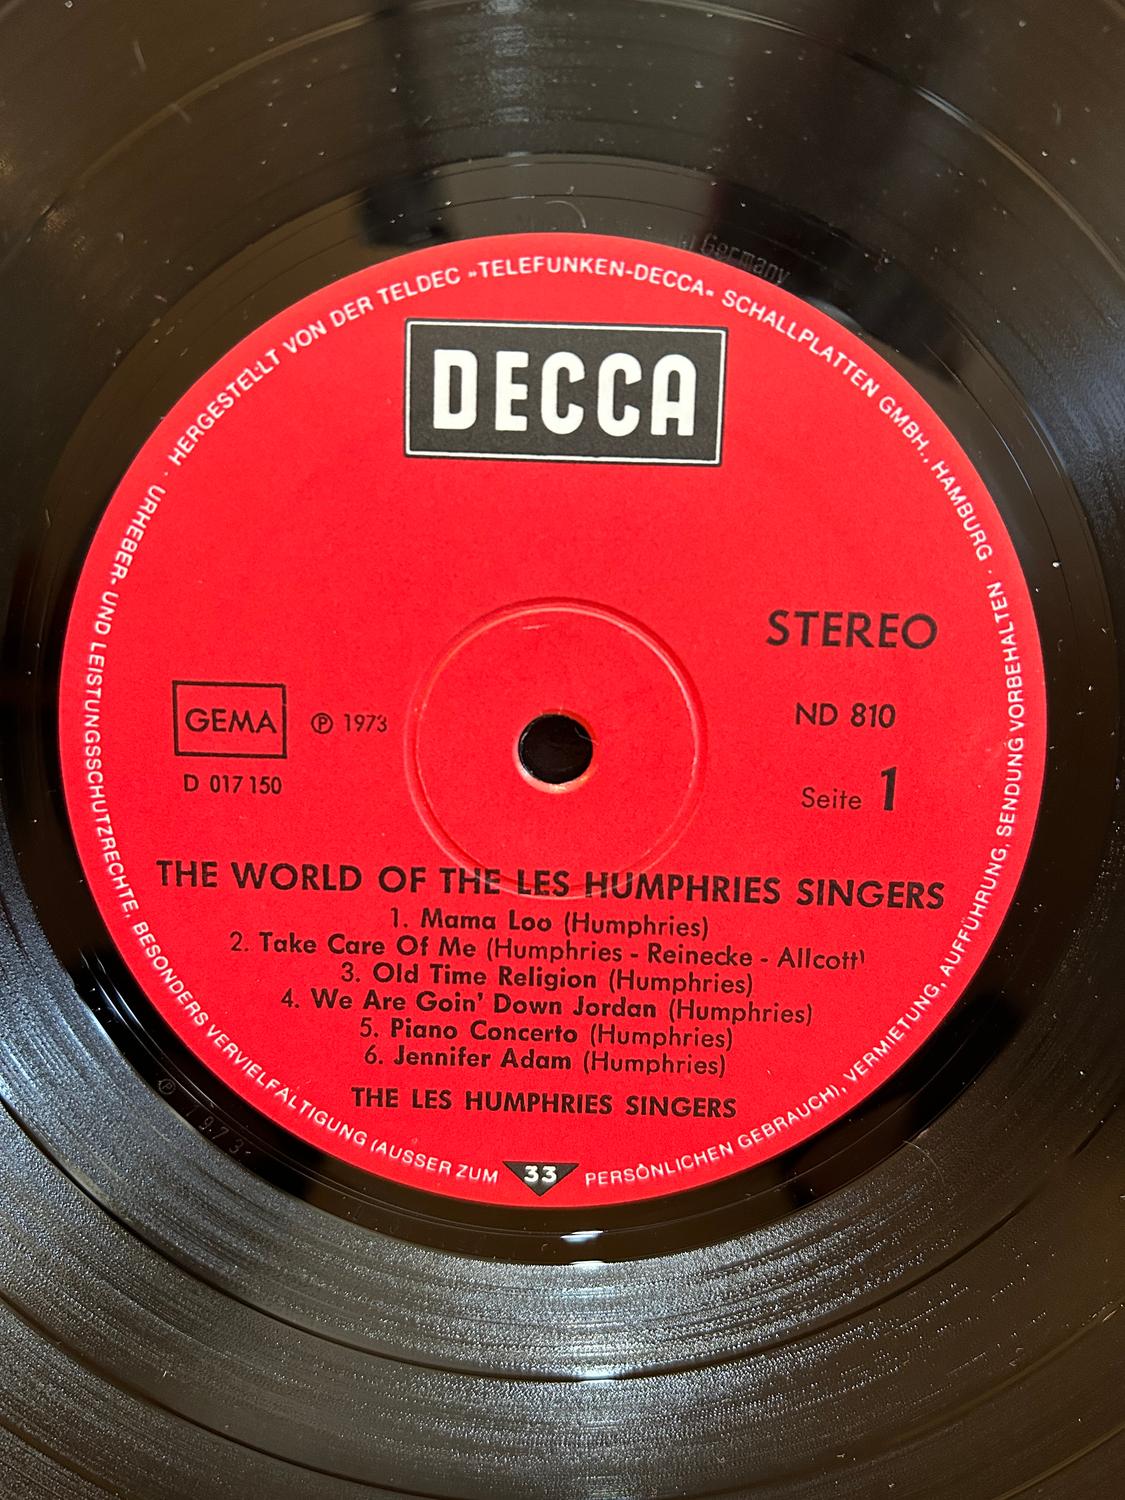 Germany
HERGESTELLT VON DER TELDEC »TELEFUNKEN-DECCA« SCHALLPLATTEN GMBH., HAMBURG · SENDUNG VORBEHALTEN
URHEBER- UND LEISTUNGSSCHUTZRECHTE, BESONDERS VERVIELFÄLTIGUNG (AUSSER ZUM PERSÖNLICHEN GEBRAUCH), VERMIETUNG, AUFFÜHRUNG,
DECCA
STEREO
GEMA
℗ 1973
ND 810
D 017 150
Seite 1
THE WORLD OF THE LES HUMPHRIES SINGERS
1. Mama Loo (Humphries)
2. Take Care Of Me (Humphries - Reinecke - Allcott)
3. Old Time Religion (Humphries)
4. We Are Goin' Down Jordan (Humphries)
5. Piano Concerto (Humphries)
6. Jennifer Adam (Humphries)
THE LES HUMPHRIES SINGERS
33
℗ 1973